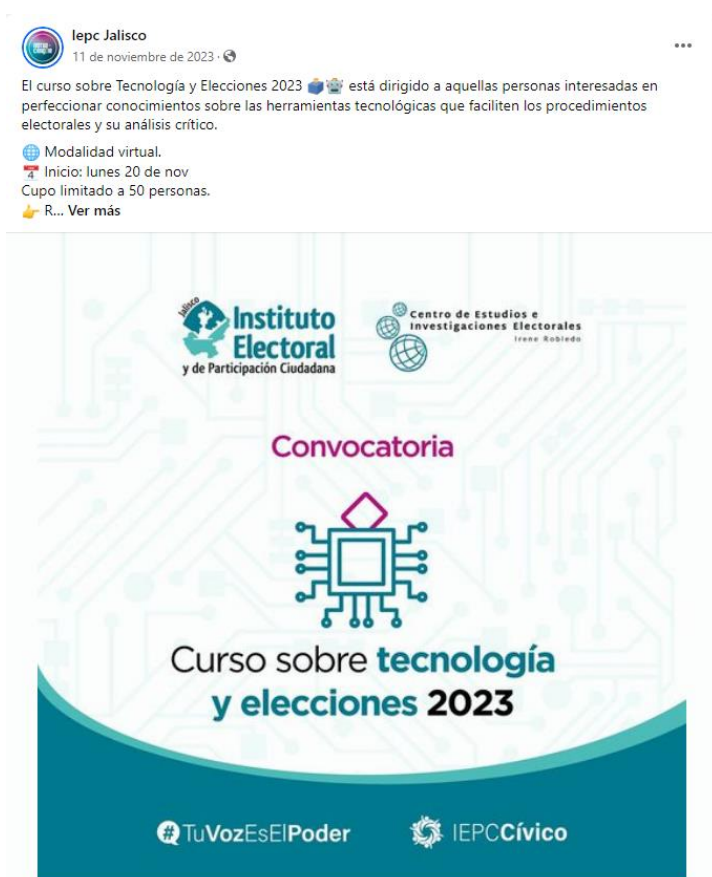 Iepc Jalisco
11 de noviembre de 2023 ·
El curso sobre Tecnología y Elecciones 2023 🗳️🤖 está dirigido a aquellas personas interesadas en
perfeccionar conocimientos sobre las herramientas tecnológicas que faciliten los procedimientos
electorales y su análisis crítico.
🌐 Modalidad virtual.
📅 Inicio: lunes 20 de nov
Cupo limitado a 50 personas.
👉 R... Ver más
Jalisco
Instituto
Electoral
y de Participación Ciudadana
Centro de Estudios e
Investigaciones Electorales
Irene Robledo
Convocatoria
Curso sobre tecnología
y elecciones 2023
#TuVozEsElPoder
IEPCCívico